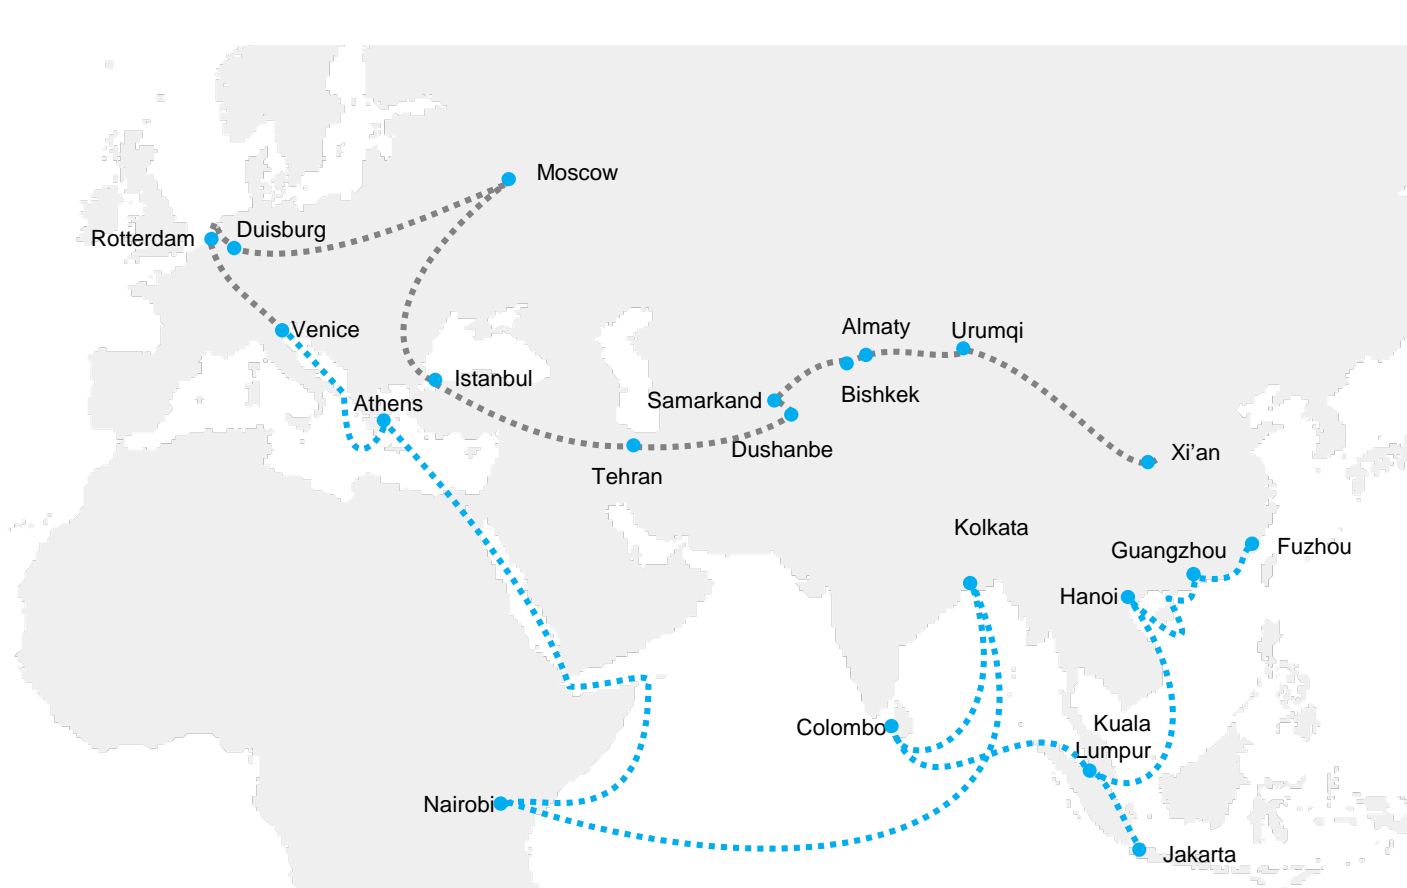 Moscow
Duisburg
Rotterdam
Venice
Almaty
Urumqi
Istanbul
Bishkek
Samarkand
Athens
Dushanbe
Xi’an
Tehran
Kolkata
Guangzhou
Fuzhou
Hanoi
Colombo
Kuala
Lumpur
Nairobi
Jakarta